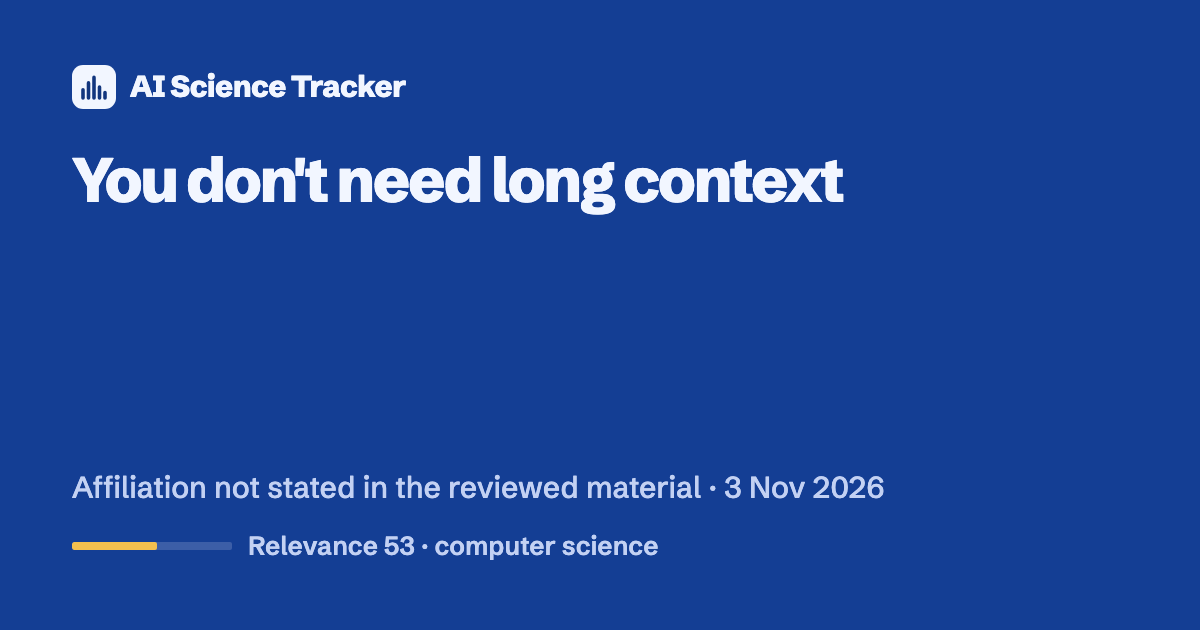 AI Science Tracker
You don't need long context
Affiliation not stated in the reviewed material · 3 Nov 2026
Relevance 53 · computer science